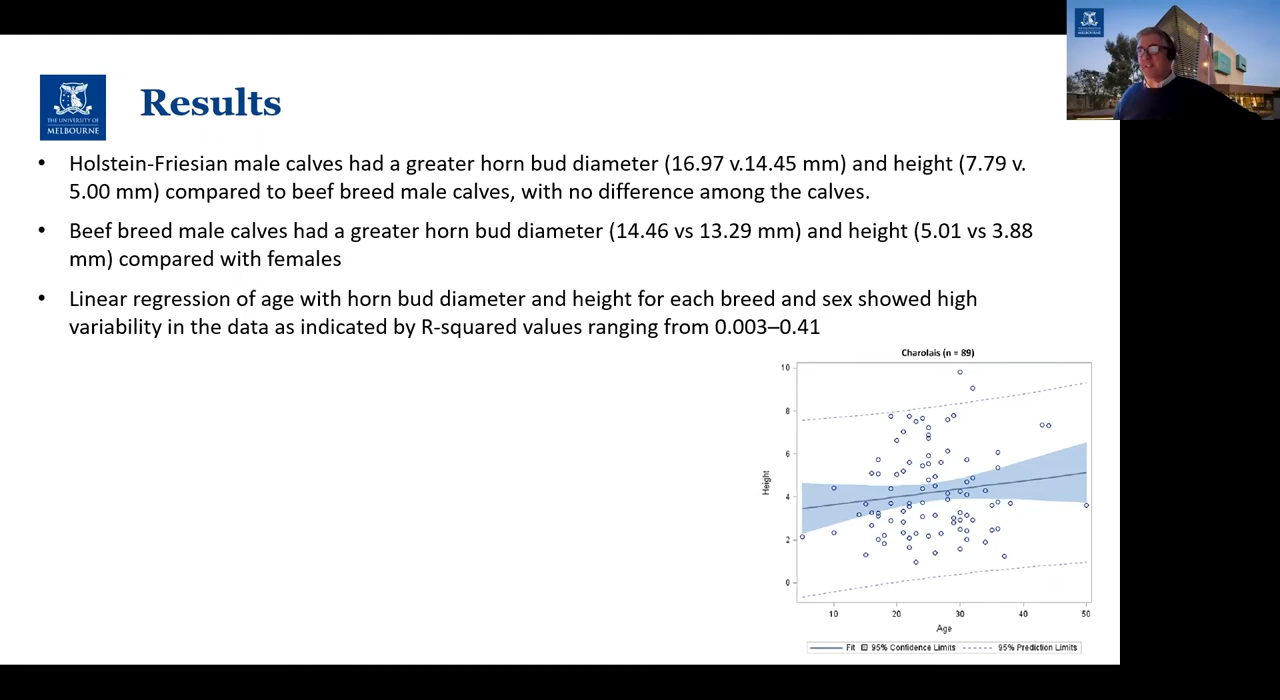 THE UNIVERSITY OF
MELBOURNE
Results
• Holstein-Friesian male calves had a greater horn bud diameter (16.97 v.14.45 mm) and height (7.79 v.
5.00 mm) compared to beef breed male calves, with no difference among the calves.
• Beef breed male calves had a greater horn bud diameter (14.46 vs 13.29 mm) and height (5.01 vs 3.88
mm) compared with females
• Linear regression of age with horn bud diameter and height for each breed and sex showed high
variability in the data as indicated by R-squared values ranging from 0.003–0.41
Charolais (n = 89)
10
8
6
4
2
0
Height
10 20 30 40 50
Age
Fit 95% Confidence Limits 95% Prediction Limits
MELBOURNE